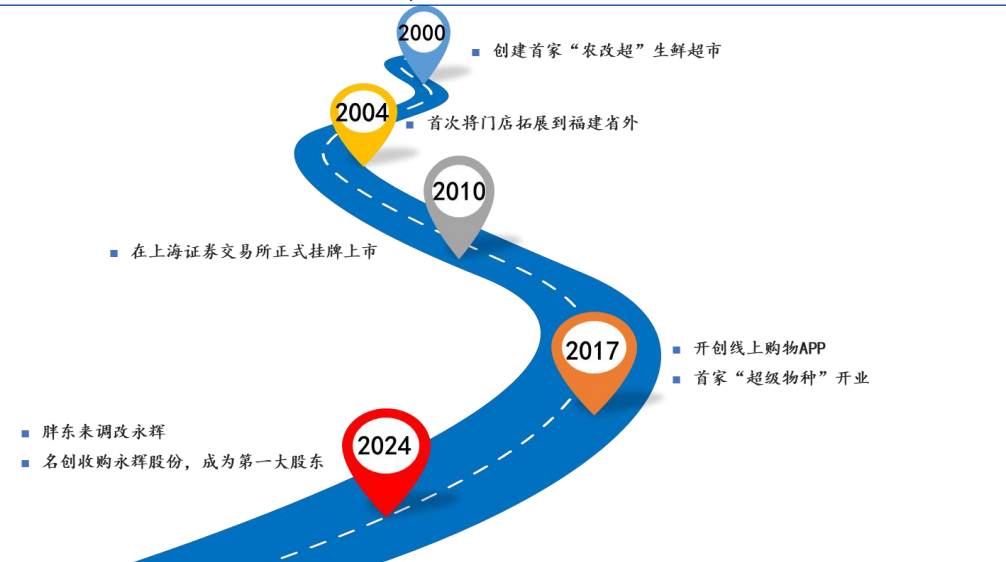 2000
创建首家“农改超”生鲜超市
2004
首次将门店拓展到福建省外
2010
在上海证券交易所正式挂牌上市
2017
开创线上购物APP
首家“超级物种”开业
2024
胖东来调改永辉
名创收购永辉股份，成为第一大股东